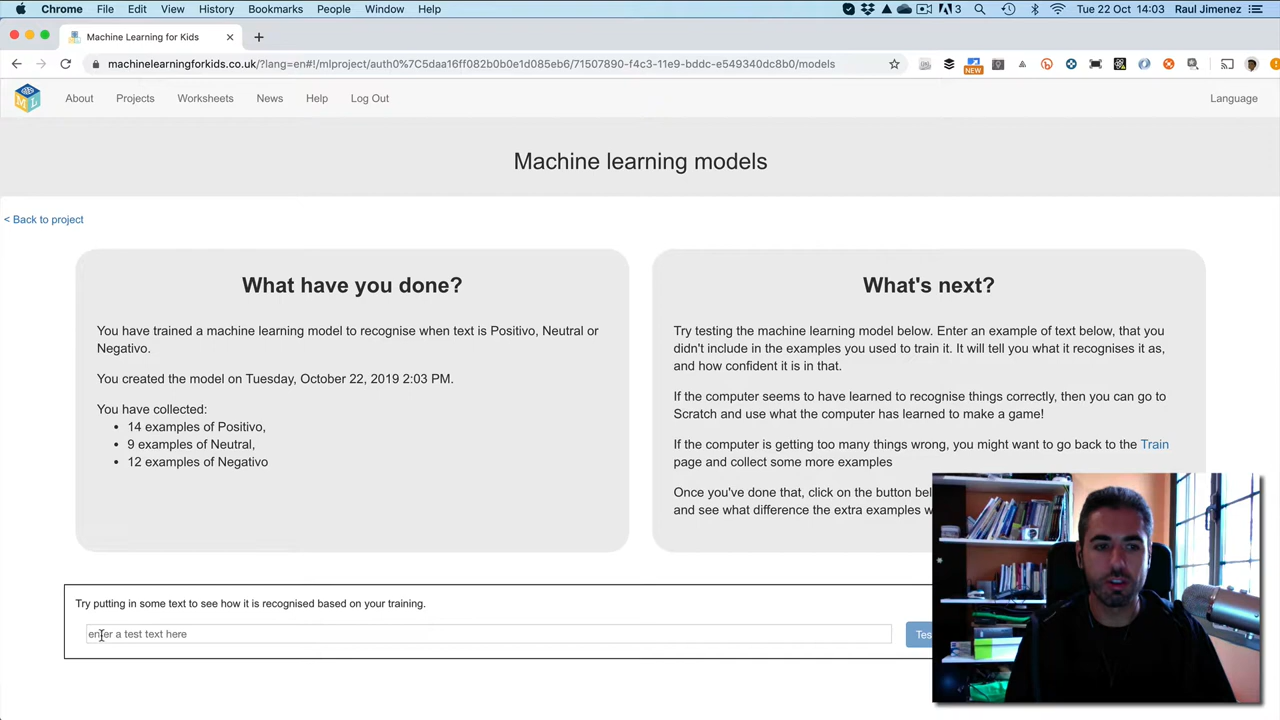 Chrome File Edit View History Bookmarks People Window Help 3 Tue 22 Oct 14:03 Raul Jimenez
Machine Learning for Kids
machinelearningforkids.co.uk/?lang=en#!/mlproject/auth0%7C5daa16ff082b0b0e1d085eb6/71507890-f4c3-11e9-bddc-e549340dc8b0/models
NEW
ML About Projects Worksheets News Help Log Out Language
Machine learning models
< Back to project
What have you done?
You have trained a machine learning model to recognise when text is Positivo, Neutral or
Negativo.
You created the model on Tuesday, October 22, 2019 2:03 PM.
You have collected:
• 14 examples of Positivo,
• 9 examples of Neutral,
• 12 examples of Negativo
What's next?
Try testing the machine learning model below. Enter an example of text below, that you
didn't include in the examples you used to train it. It will tell you what it recognises it as,
and how confident it is in that.
If the computer seems to have learned to recognise things correctly, then you can go to
Scratch and use what the computer has learned to make a game!
If the computer is getting too many things wrong, you might want to go back to the Train
page and collect some more examples
Once you've done that, click on the button
and see what difference the extra examples
Try putting in some text to see how it is recognised based on your training.
enter a test text here
Tes